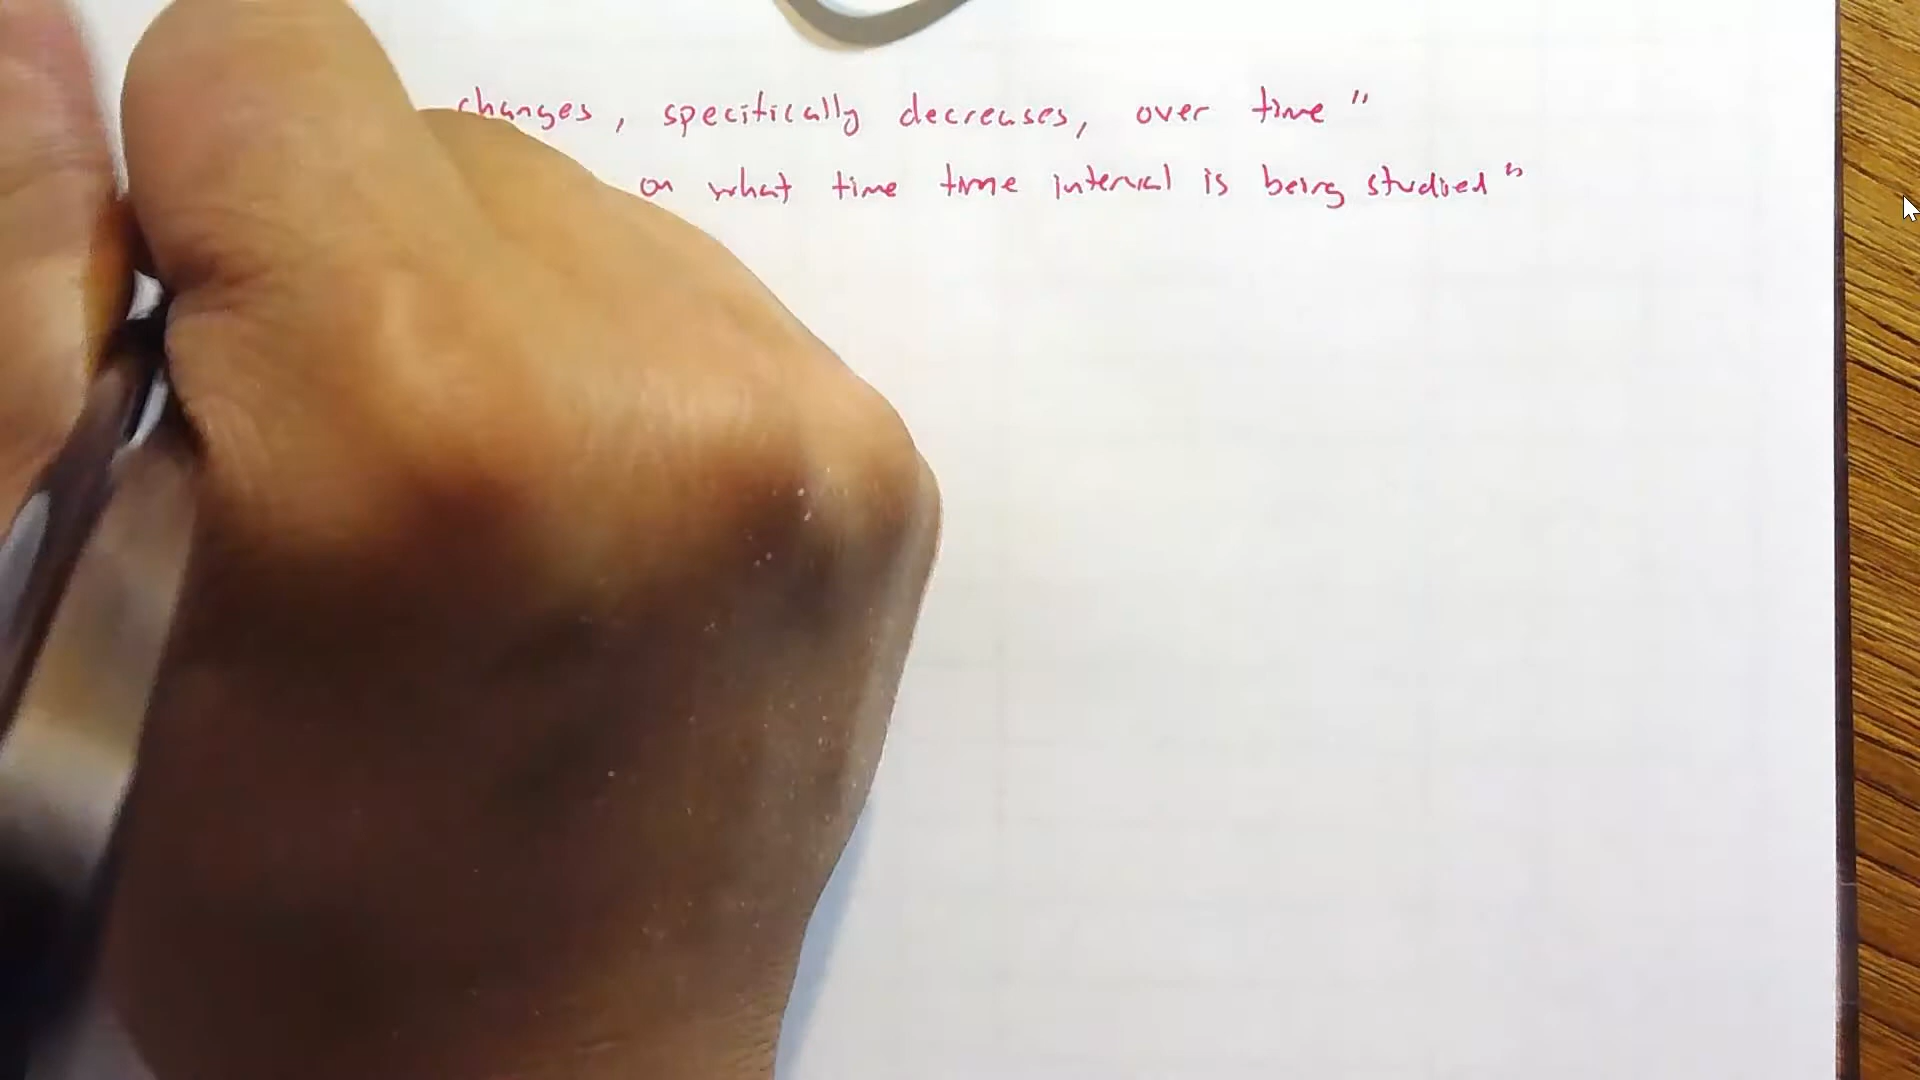 changes, specifically decreases, over time"
on what time time interval is being studied"